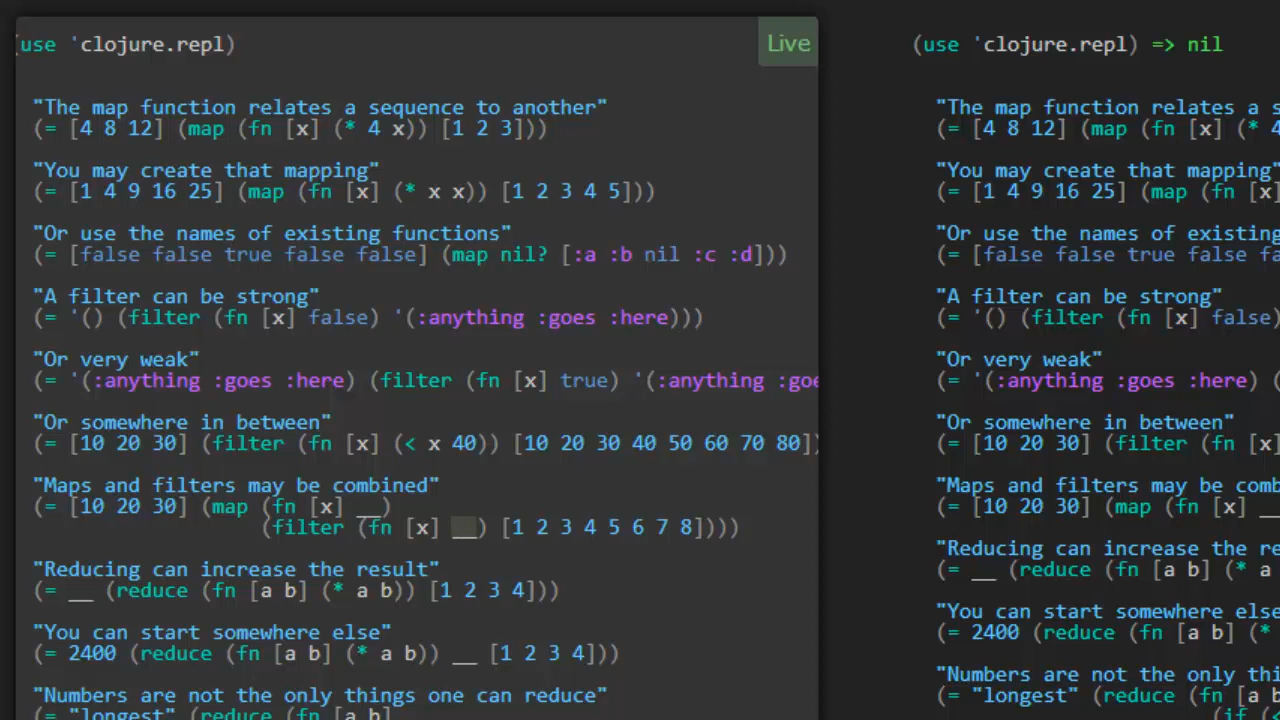 (use 'clojure.repl)
Live
"The map function relates a sequence to another"
(= [4 8 12] (map (fn [x] (* 4 x)) [1 2 3]))
"You may create that mapping"
(= [1 4 9 16 25] (map (fn [x] (* x x)) [1 2 3 4 5]))
"Or use the names of existing functions"
(= [false false true false false] (map nil? [:a :b nil :c :d]))
"A filter can be strong"
(= '() (filter (fn [x] false) '(:anything :goes :here)))
"Or very weak"
(= '(:anything :goes :here) (filter (fn [x] true) '(:anything :goe
"Or somewhere in between"
(= [10 20 30] (filter (fn [x] (< x 40)) [10 20 30 40 50 60 70 80])
"Maps and filters may be combined"
(= [10 20 30] (map (fn [x] __)
(filter (fn [x] __) [1 2 3 4 5 6 7 8])))
"Reducing can increase the result"
(= __ (reduce (fn [a b] (* a b)) [1 2 3 4]))
"You can start somewhere else"
(= 2400 (reduce (fn [a b] (* a b)) __ [1 2 3 4]))
"Numbers are not the only things one can reduce"
(= "longest" (reduce (fn [a b]
(use 'clojure.repl) => nil
"The map function relates a s
(= [4 8 12] (map (fn [x] (* 4
"You may create that mapping"
(= [1 4 9 16 25] (map (fn [x]
"Or use the names of existing
(= [false false true false fa
"A filter can be strong"
(= '() (filter (fn [x] false)
"Or very weak"
(= '(:anything :goes :here) (
"Or somewhere in between"
(= [10 20 30] (filter (fn [x]
"Maps and filters may be comb
(= [10 20 30] (map (fn [x] __
"Reducing can increase the re
(= __ (reduce (fn [a b] (* a
"You can start somewhere else
(= 2400 (reduce (fn [a b] (*
"Numbers are not the only thi
(= "longest" (reduce (fn [a b
(if (<